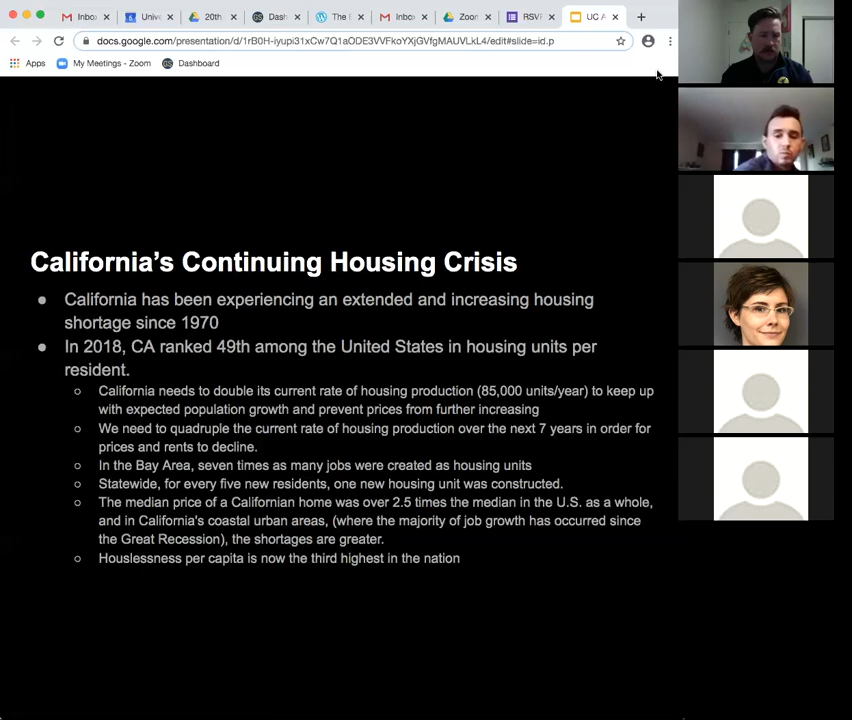 Inbox
Unive
20th
Dash
The E
Inbox
Zoom
RSVP
UC A
docs.google.com/presentation/d/1rB0H-iyupi31xCw7Q1aODE3VVFkoYXjGVfgMAUVLkL4/edit#slide=id.p
Apps My Meetings - Zoom Dashboard
California’s Continuing Housing Crisis
● California has been experiencing an extended and increasing housing
shortage since 1970
● In 2018, CA ranked 49th among the United States in housing units per
resident.
○ California needs to double its current rate of housing production (85,000 units/year) to keep up
with expected population growth and prevent prices from further increasing
○ We need to quadruple the current rate of housing production over the next 7 years in order for
prices and rents to decline.
○ In the Bay Area, seven times as many jobs were created as housing units
○ Statewide, for every five new residents, one new housing unit was constructed.
○ The median price of a Californian home was over 2.5 times the median in the U.S. as a whole,
and in California's coastal urban areas, (where the majority of job growth has occurred since
the Great Recession), the shortages are greater.
○ Houslessness per capita is now the third highest in the nation